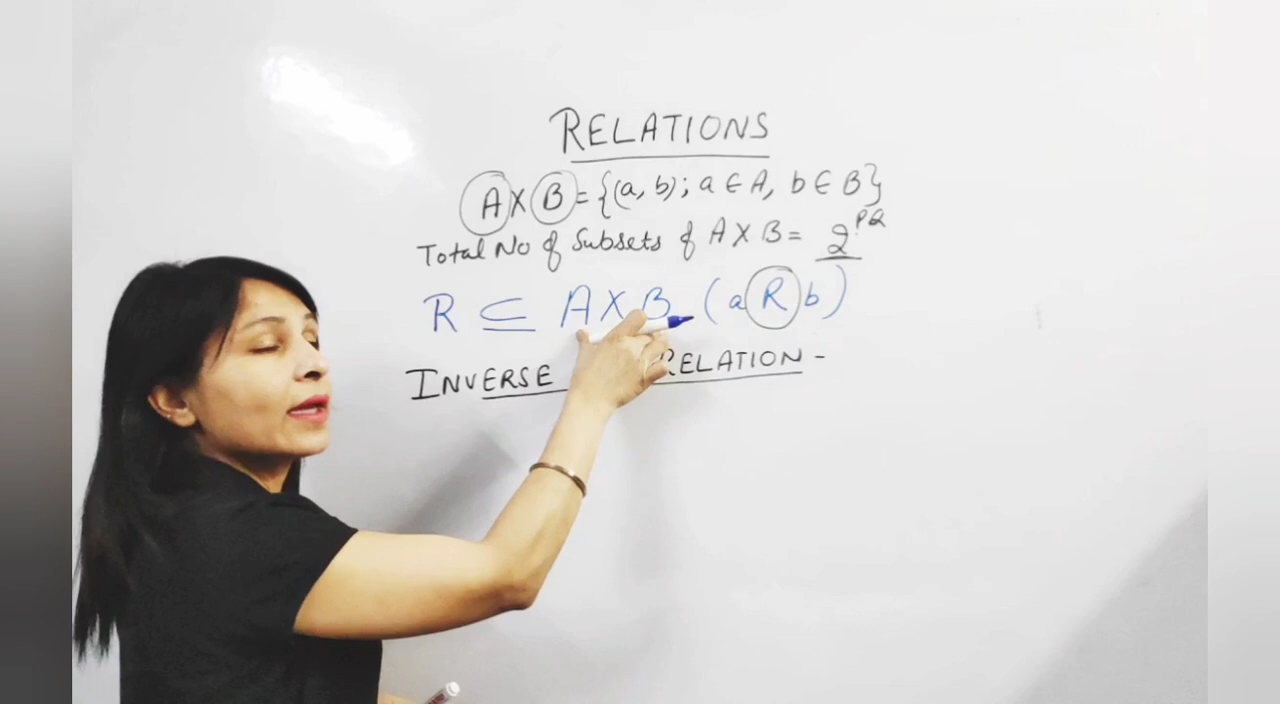 RELATIONS
A X B = {(a, b); a ∈ A, b ∈ B}
Total No of Subsets of A X B = 2^PQ
R ⊆ A X B (a R b)
INVERSE RELATION -